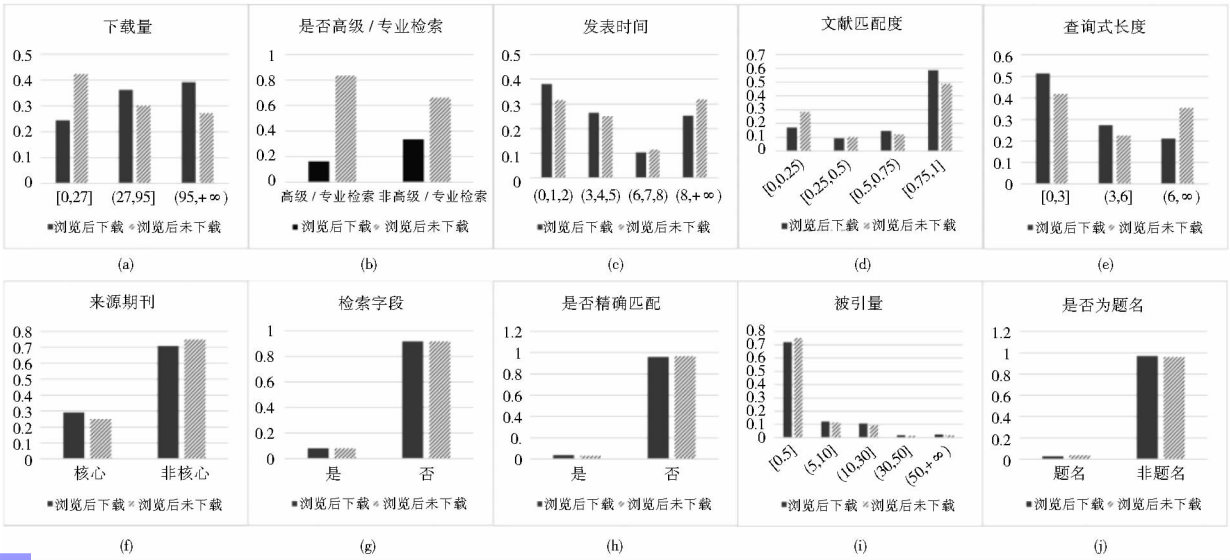 下载量
0.5
0.4
0.3
0.2
0.1
0
[0,27] (27,95] (95,+∞)
■浏览后下载 浏览后未下载
(a)
是否高级/专业检索
1
0.8
0.6
0.4
0.2
0
高级/专业检索 非高级/专业检索
■浏览后下载 浏览后未下载
(b)
发表时间
0.5
0.4
0.3
0.2
0.1
0
(0,1,2) (3,4,5) (6,7,8) (8,+∞)
■浏览后下载 浏览后未下载
(c)
文献匹配度
0.7
0.6
0.5
0.4
0.3
0.2
0.1
0
[0,0.25) [0.25,0.5) [0.5,0.75) [0.75,1]
■浏览后下载 浏览后未下载
(d)
查询式长度
0.6
0.5
0.4
0.3
0.2
0.1
0
[0,3] (3,6] (6,∞)
■浏览后下载 浏览后未下载
(e)
来源期刊
0.8
0.7
0.6
0.5
0.4
0.3
0.2
0.1
0
核心 非核心
■浏览后下载 浏览后未下载
(f)
检索字段
1
0.8
0.6
0.4
0.2
0
是 否
■浏览后下载 浏览后未下载
(g)
是否精确匹配
1.2
1
0.8
0.6
0.4
0.
0
是 否
■浏览后下载 浏览后未下载
(h)
被引量
0.8
0.7
0.6
0.5
0.4
0.3
0.2
0.1
0
[0.5] (5,10] (10,30] (30,50] (50,+∞)
■浏览后下载 浏览后未下载
(i)
是否为题名
1.2
1
0.8
0.6
0.4
0.2
0
题名 非题名
■浏览后下载 浏览后未下载
(j)